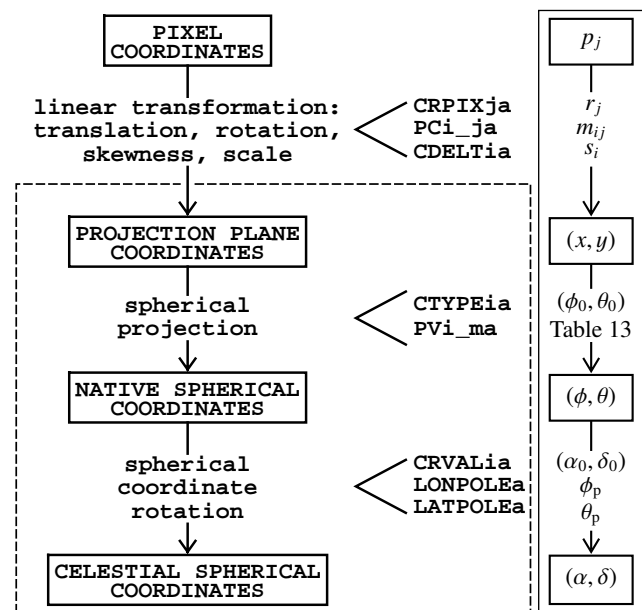 PIXEL
COORDINATES
linear transformation:
translation, rotation,
skewness, scale
CRPIXja
PCi_ja
CDELTia
PROJECTION PLANE
COORDINATES
spherical
projection
CTYPEia
PVi_ma
NATIVE SPHERICAL
COORDINATES
spherical
coordinate
rotation
CRVALia
LONPOLEa
LATPOLEa
CELESTIAL SPHERICAL
COORDINATES
p_j
r_j
m_{ij}
s_i
(x, y)
(ϕ_0, θ_0)
Table 13
(ϕ, θ)
(α_0, δ_0)
ϕ_p
θ_p
(α, δ)